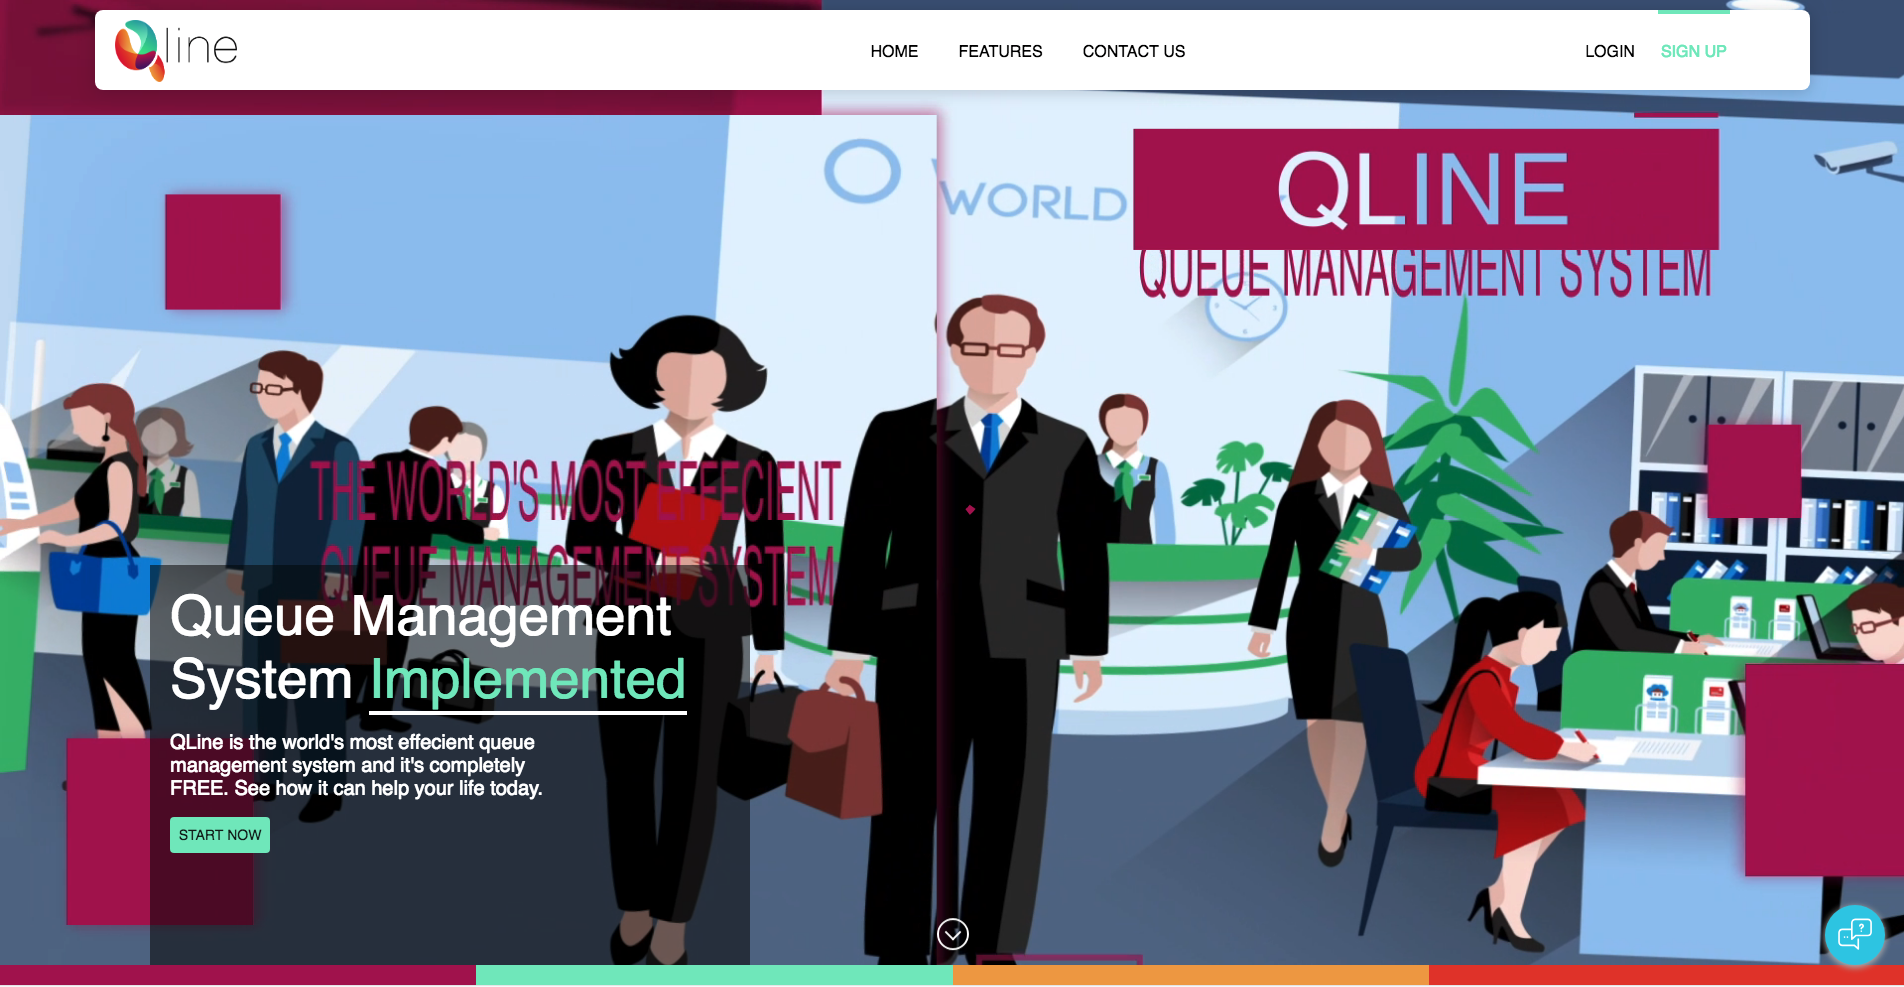 Qline
HOME
FEATURES
CONTACT US
LOGIN
SIGN UP
WORLD
QLINE
QUEUE MANAGEMENT SYSTEM
THE WORLD'S MOST EFFECIENT
QUEUE MANAGEMENT SYSTEM
Queue Management
System Implemented
QLine is the world's most effecient queue
management system and it's completely
FREE. See how it can help your life today.
START NOW